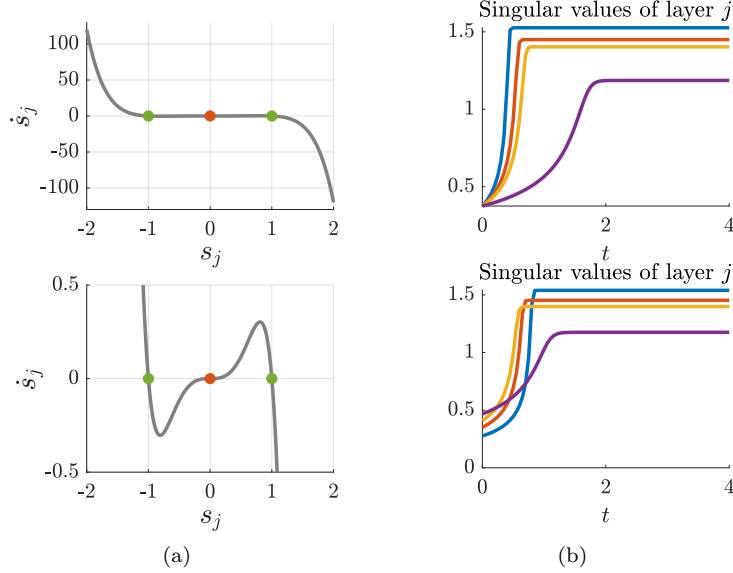 100
50
0
-50
-100
ṡⱼ
-2 -1 0 1 2
sⱼ
0.5
0
-0.5
ṡⱼ
-2 -1 0 1 2
sⱼ
(a)
Singular values of layer j
1.5
1
0.5
0 2 4
t
Singular values of layer j
1.5
1
0.5
0
0 2 4
t
(b)